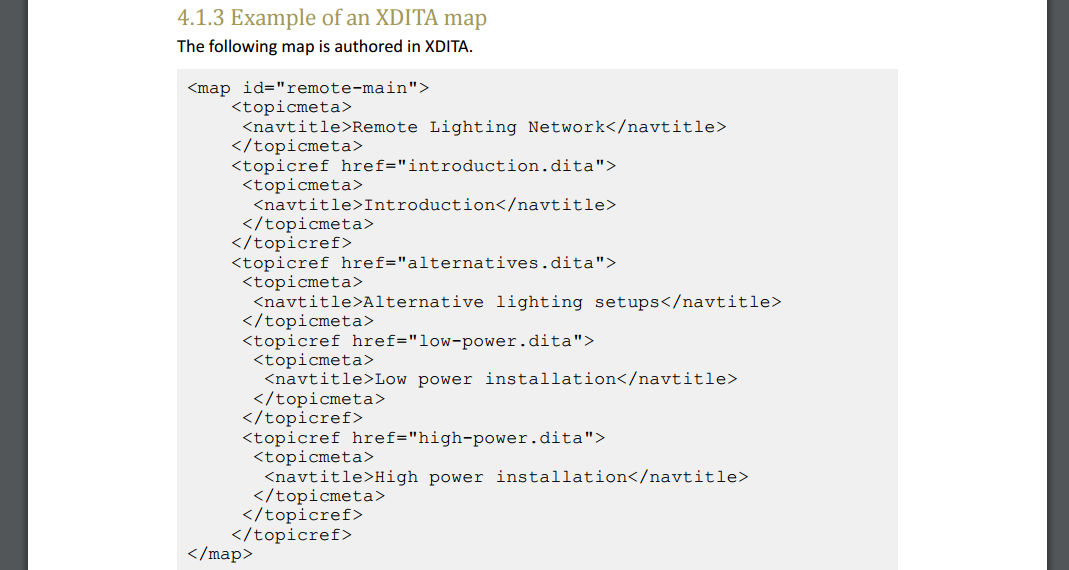 4.1.3 Example of an XDITA map
The following map is authored in XDITA.
<map id="remote-main">
<topicmeta>
<navtitle>Remote Lighting Network</navtitle>
</topicmeta>
<topicref href="introduction.dita">
<topicmeta>
<navtitle>Introduction</navtitle>
</topicmeta>
</topicref>
<topicref href="alternatives.dita">
<topicmeta>
<navtitle>Alternative lighting setups</navtitle>
</topicmeta>
<topicref href="low-power.dita">
<topicmeta>
<navtitle>Low power installation</navtitle>
</topicmeta>
</topicref>
<topicref href="high-power.dita">
<topicmeta>
<navtitle>High power installation</navtitle>
</topicmeta>
</topicref>
</topicref>
</map>